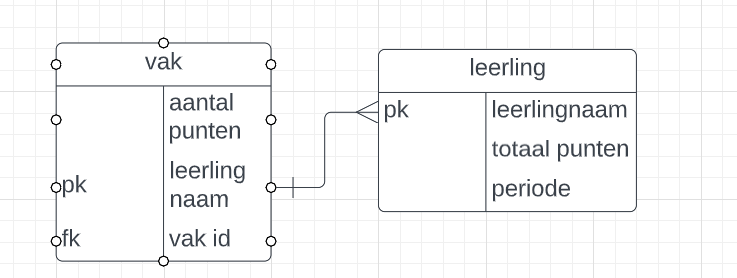 vak
aantal
punten
pk leerling
naam
fk vak id
leerling
pk leerlingnaam
totaal punten
periode